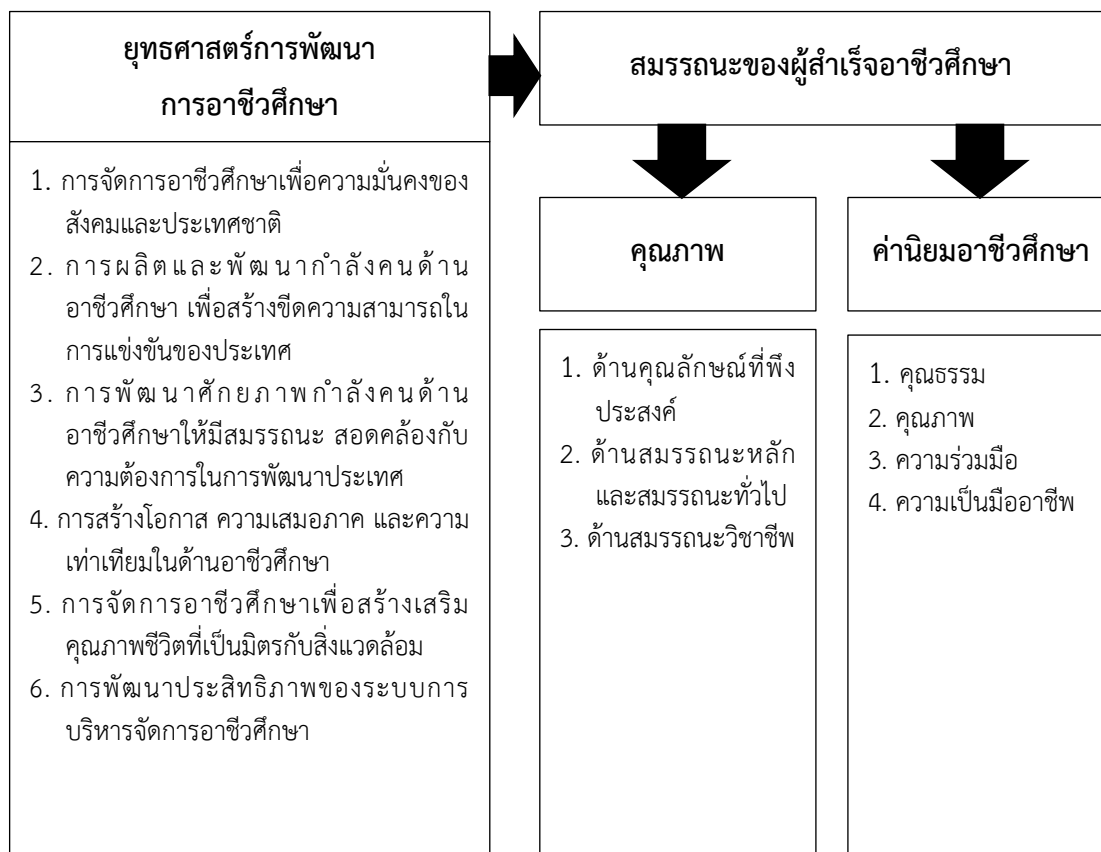 ยุทธศาสตร์การพัฒนา
การอาชีวศึกษา
1. การจัดการอาชีวศึกษาเพื่อความมั่นคงของ
สังคมและประเทศชาติ
2. การผลิตและพัฒนากำลังคนด้าน
อาชีวศึกษา เพื่อสร้างขีดความสามารถใน
การแข่งขันของประเทศ
3. การพัฒนาศักยภาพกำลังคนด้าน
อาชีวศึกษาให้มีสมรรถนะ สอดคล้องกับ
ความต้องการในการพัฒนาประเทศ
4. การสร้างโอกาส ความเสมอภาค และความ
เท่าเทียมในด้านอาชีวศึกษา
5. การจัดการอาชีวศึกษาเพื่อสร้างเสริม
คุณภาพชีวิตที่เป็นมิตรกับสิ่งแวดล้อม
6. การพัฒนาประสิทธิภาพของระบบการ
บริหารจัดการอาชีวศึกษา
สมรรถนะของผู้สำเร็จอาชีวศึกษา
คุณภาพ
1. ด้านคุณลักษณ์ที่พึง
ประสงค์
2. ด้านสมรรถนะหลัก
และสมรรถนะทั่วไป
3. ด้านสมรรถนะวิชาชีพ
ค่านิยมอาชีวศึกษา
1. คุณธรรม
2. คุณภาพ
3. ความร่วมมือ
4. ความเป็นมืออาชีพ